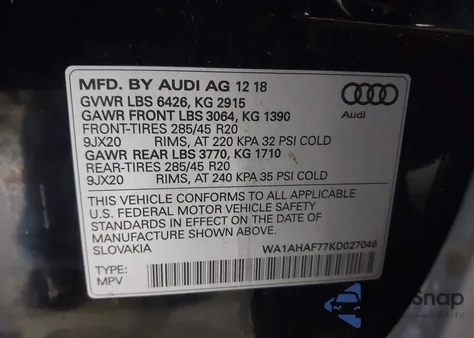 MFD. BY AUDI AG 12 18
GVWR LBS 6426, KG 2915
GAWR FRONT LBS 3064, KG 1390
FRONT-TIRES 285/45 R20
9JX20 RIMS, AT 220 KPA 32 PSI COLD
GAWR REAR LBS 3770, KG 1710
REAR-TIRES 285/45 R20
9JX20 RIMS, AT 240 KPA 35 PSI COLD
Audi
THIS VEHICLE CONFORMS TO ALL APPLICABLE
U.S. FEDERAL MOTOR VEHICLE SAFETY
STANDARDS IN EFFECT ON THE DATE OF
MANUFACTURE SHOWN ABOVE.
SLOVAKIA WA1AHAF77KD027046
TYPE:
MPV